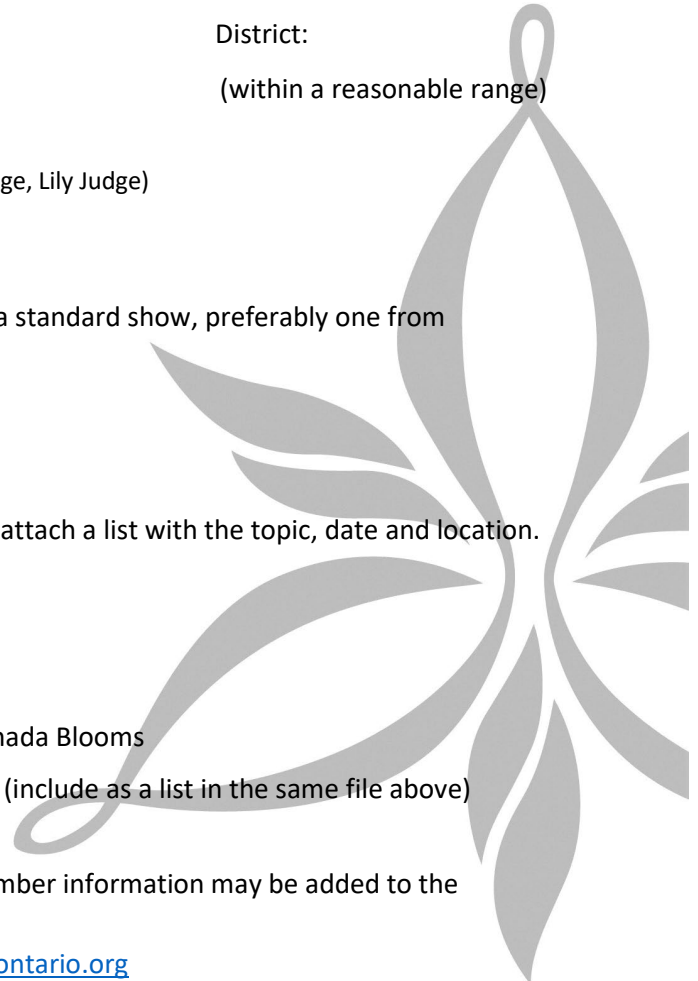 District:
(within a reasonable range)
ge, Lily Judge)
a standard show, preferably one from
attach a list with the topic, date and location.
nada Blooms
(include as a list in the same file above)
mber information may be added to the
ontario.org